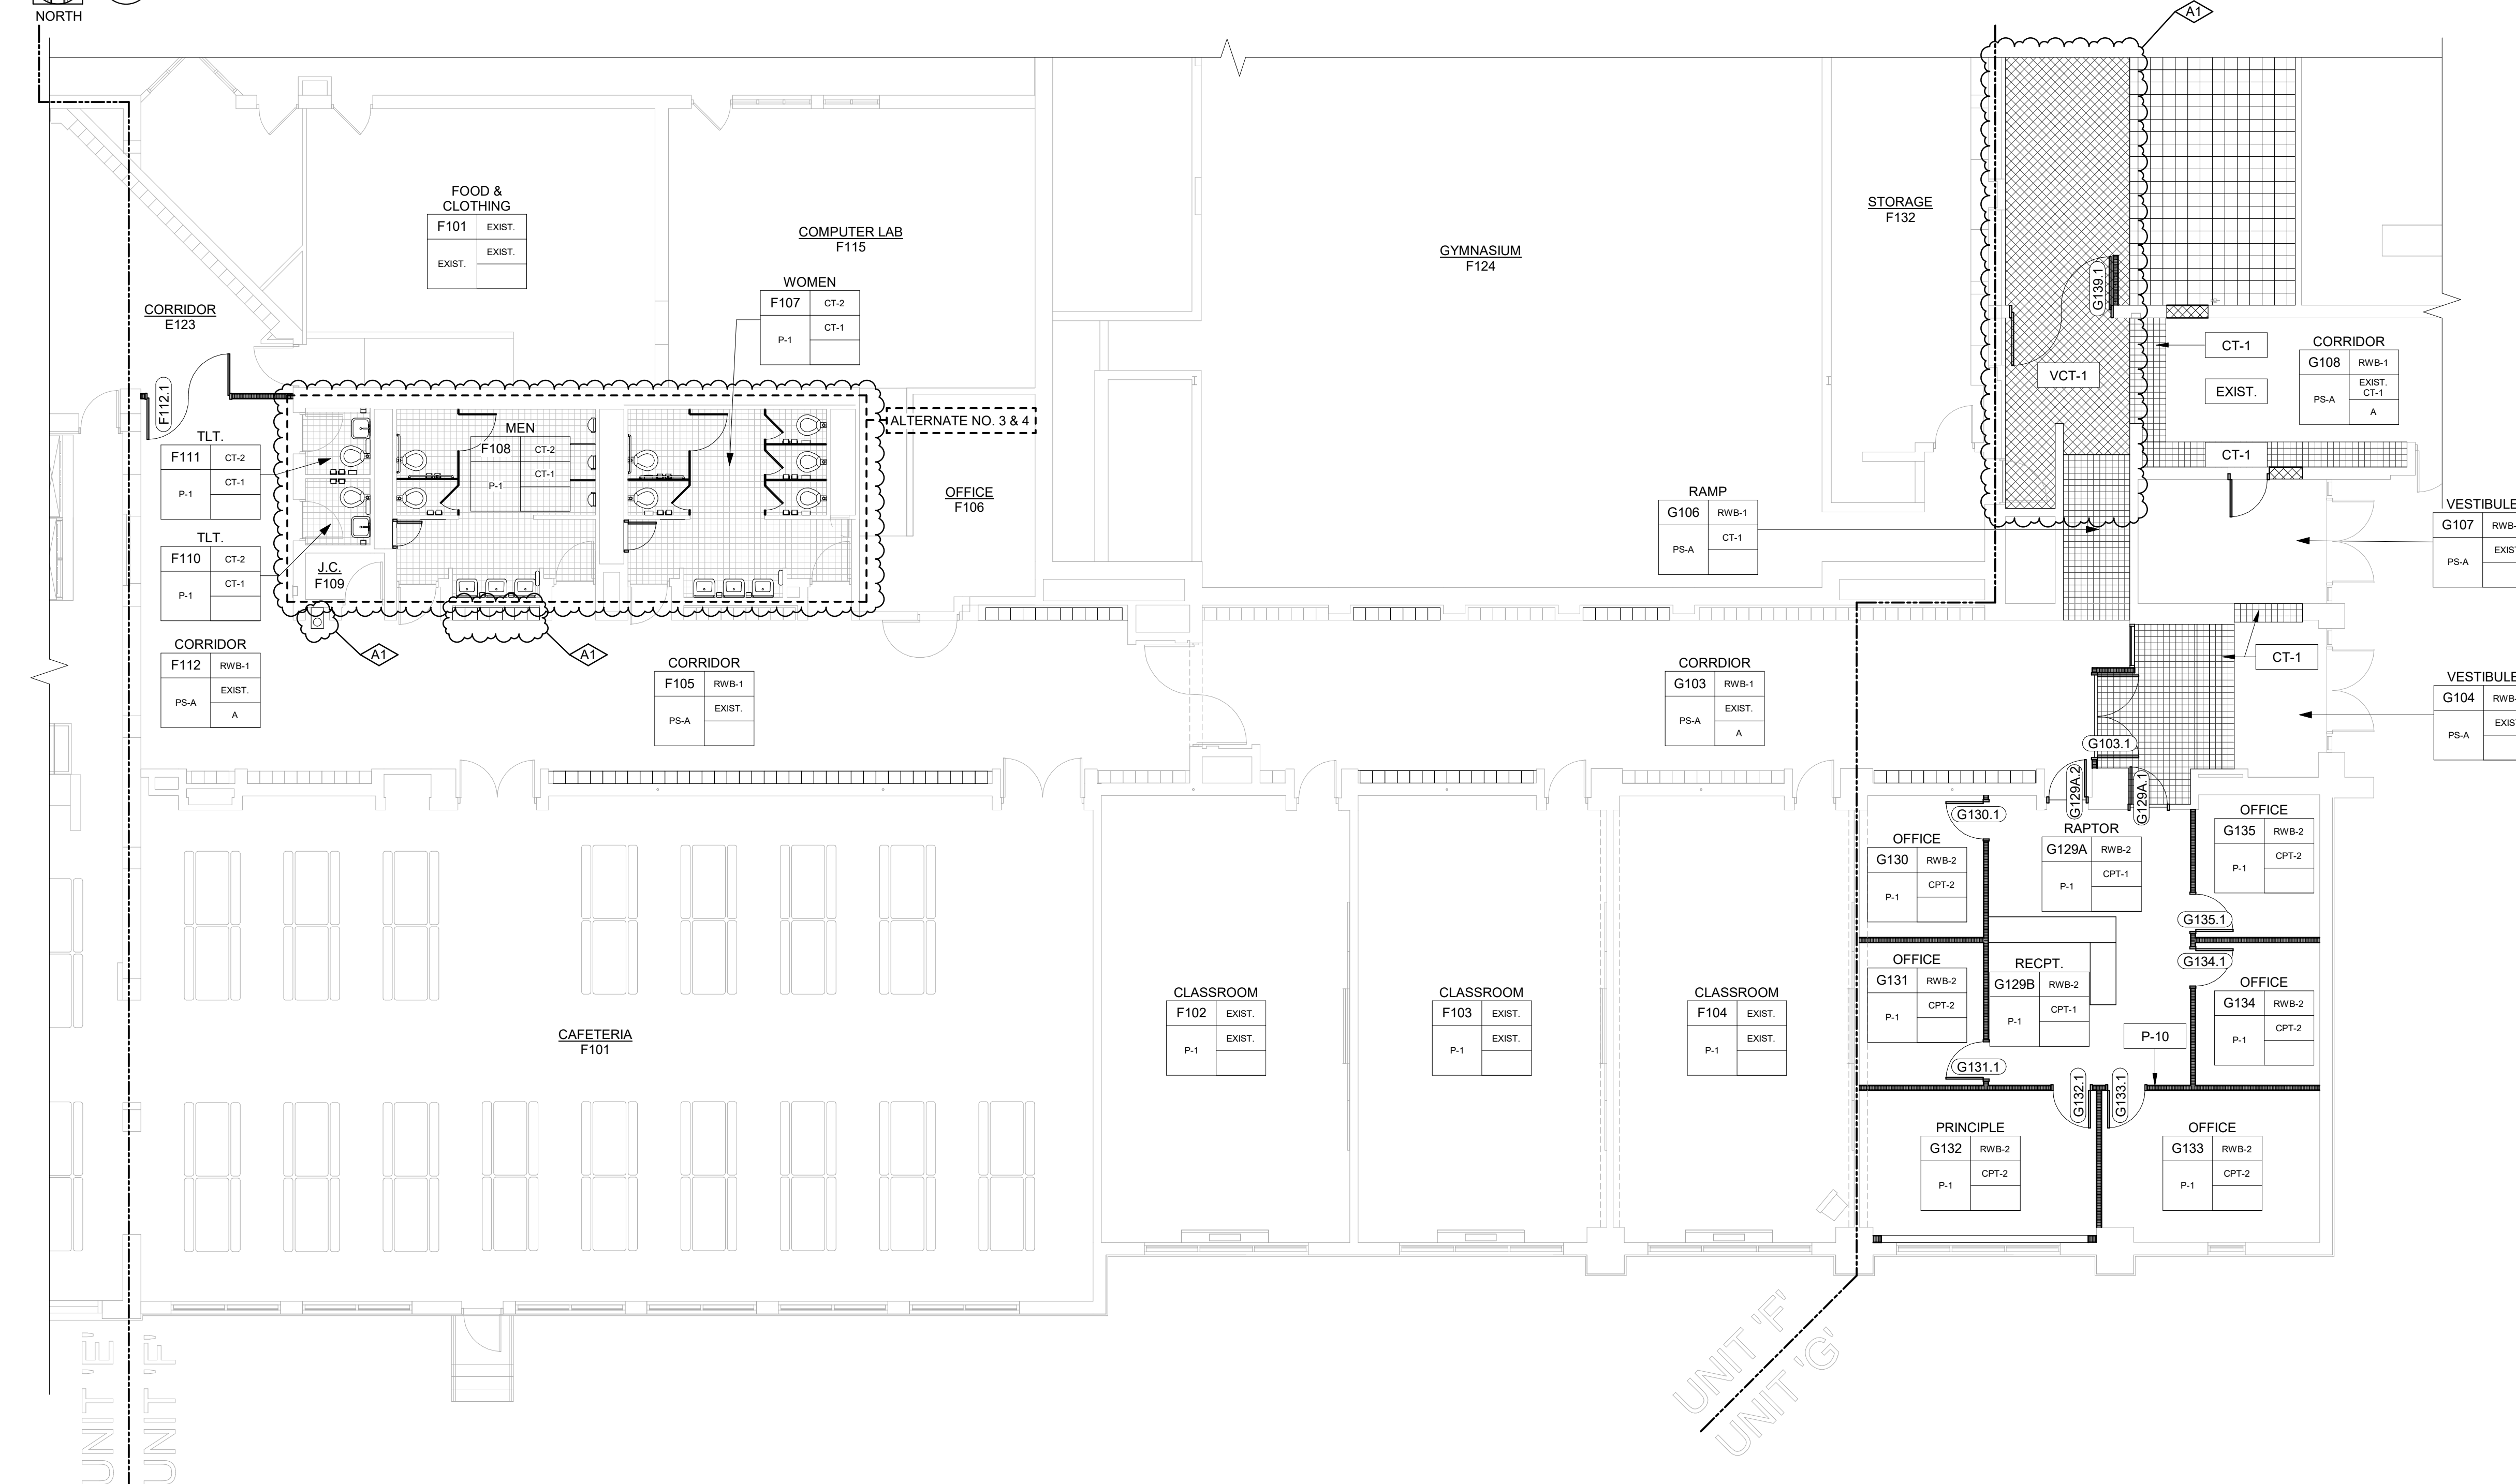 NORTH
A1
FOOD &
CLOTHING
F101 EXIST.
EXIST.
EXIST.
COMPUTER LAB
F115
WOMEN
F107 CT-2
CT-1
P-1
GYMNASIUM
F124
STORAGE
F132
CORRIDOR
E123
F112.1
G139.1
VCT-1
CT-1
EXIST.
CORRIDOR
G108 RWB-1
EXIST.
CT-1
PS-A
A
CT-1
TLT.
F111 CT-2
CT-1
P-1
MEN
F108 CT-2
CT-1
P-1
ALTERNATE NO. 3 & 4
OFFICE
F106
RAMP
G106 RWB-1
CT-1
PS-A
VESTIBULE
G107 RWB-
EXIST
PS-A
TLT.
F110 CT-2
CT-1
P-1
J.C.
F109
A1
A1
CORRIDOR
F112 RWB-1
EXIST.
PS-A
A
CORRIDOR
F105 RWB-1
EXIST.
PS-A
CORRDIOR
G103 RWB-1
EXIST.
PS-A
A
CT-1
VESTIBULE
G104 RWB-
EXIST
PS-A
G103.1
G129A.2
G129A.1
G130.1
OFFICE
G130 RWB-2
CPT-2
P-1
RAPTOR
G129A RWB-2
CPT-1
P-1
OFFICE
G135 RWB-2
CPT-2
P-1
G135.1
G134.1
OFFICE
G131 RWB-2
CPT-2
P-1
RECPT.
G129B RWB-2
CPT-1
P-1
OFFICE
G134 RWB-2
CPT-2
P-1
P-10
G131.1
G132.1
G133.1
CAFETERIA
F101
CLASSROOM
F102 EXIST.
EXIST.
P-1
CLASSROOM
F103 EXIST.
EXIST.
P-1
CLASSROOM
F104 EXIST.
EXIST.
P-1
PRINCIPLE
G132 RWB-2
CPT-2
P-1
OFFICE
G133 RWB-2
CPT-2
P-1
UNIT 'E'
UNIT 'F'
UNIT 'F'
UNIT 'G'